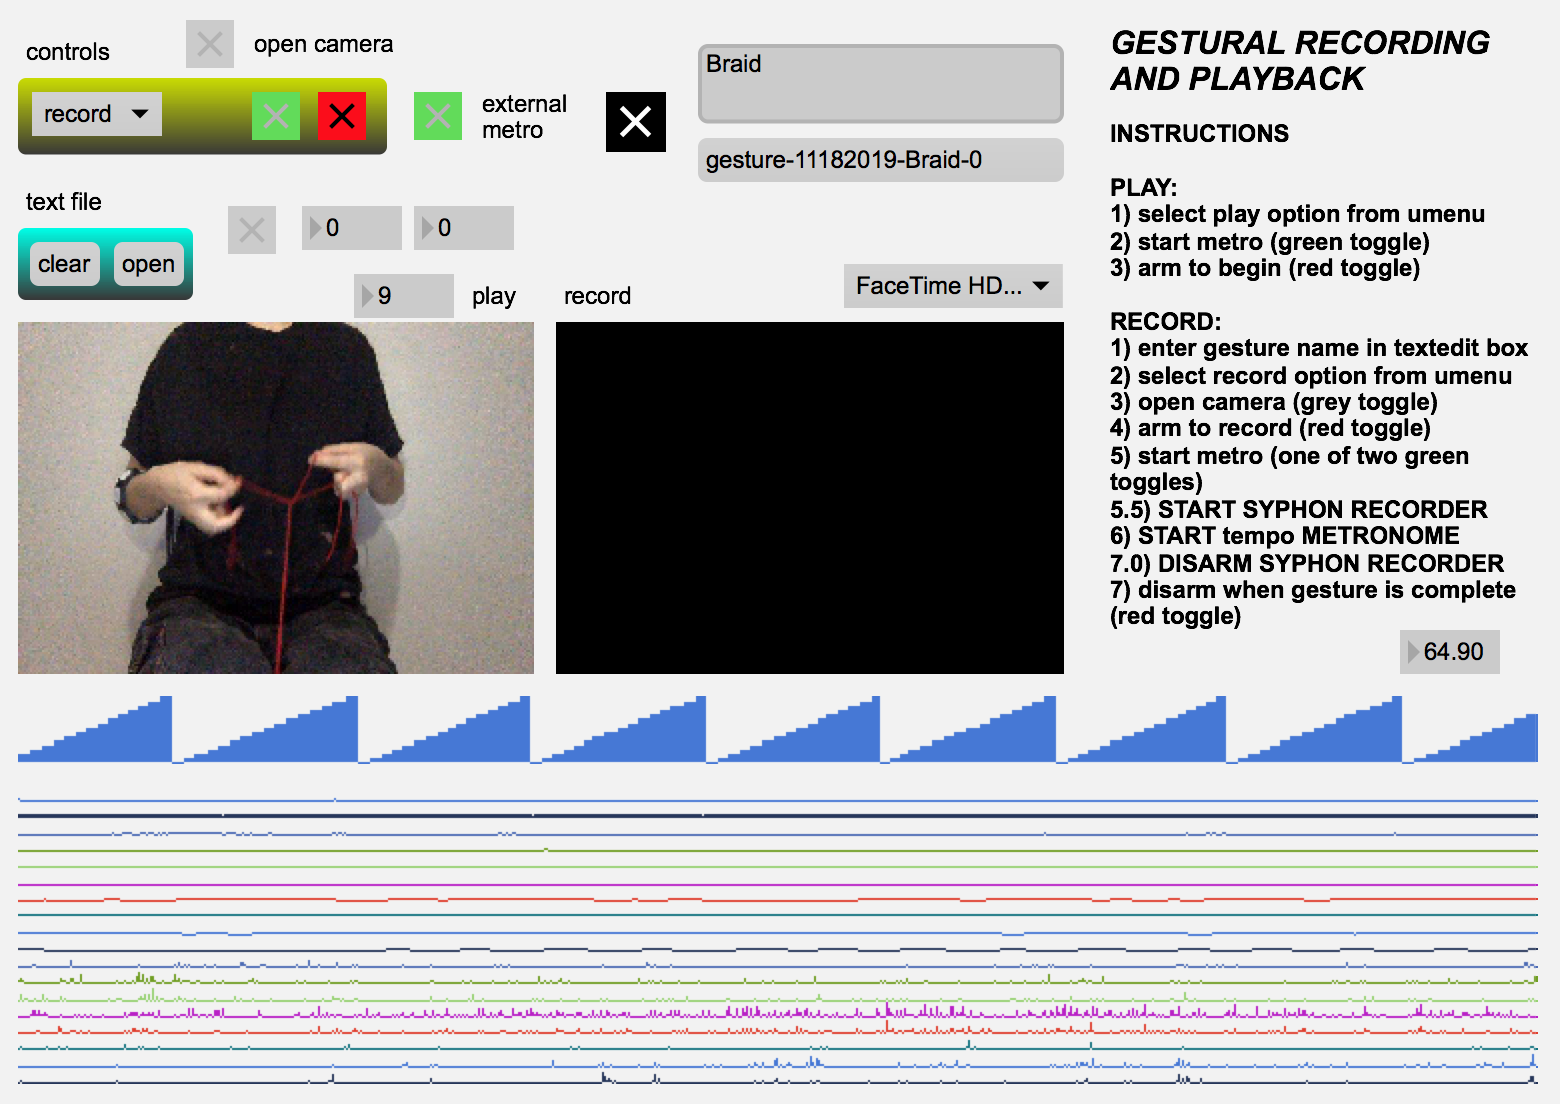 controls
open camera
record
external
metro
Braid
gesture-11182019-Braid-0
text file
clear
open
0
0
9
play
record
FaceTime HD...
GESTURAL RECORDING
AND PLAYBACK
INSTRUCTIONS
PLAY:
1) select play option from umenu
2) start metro (green toggle)
3) arm to begin (red toggle)
RECORD:
1) enter gesture name in textedit box
2) select record option from umenu
3) open camera (grey toggle)
4) arm to record (red toggle)
5) start metro (one of two green
toggles)
5.5) START SYPHON RECORDER
6) START tempo METRONOME
7.0) DISARM SYPHON RECORDER
7) disarm when gesture is complete
(red toggle)
64.90